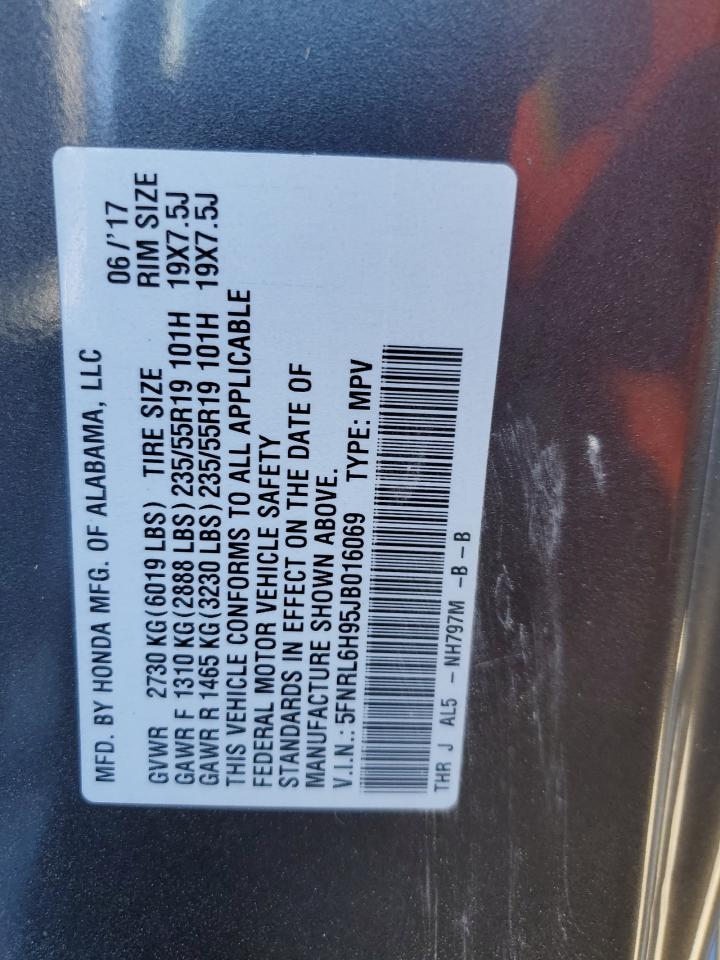 MFD. BY HONDA MFG. OF ALABAMA, LLC 06/'17
GVWR 2730 KG (6019 LBS) TIRE SIZE RIM SIZE
GAWR F 1310 KG (2888 LBS) 235/55R19 101H 19X7.5J
GAWR R 1465 KG (3230 LBS) 235/55R19 101H 19X7.5J
THIS VEHICLE CONFORMS TO ALL APPLICABLE
FEDERAL MOTOR VEHICLE SAFETY
STANDARDS IN EFFECT ON THE DATE OF
MANUFACTURE SHOWN ABOVE.
V.I.N.: 5FNRL6H95JB016069 TYPE: MPV
THR J AL5 - NH797M -B -B